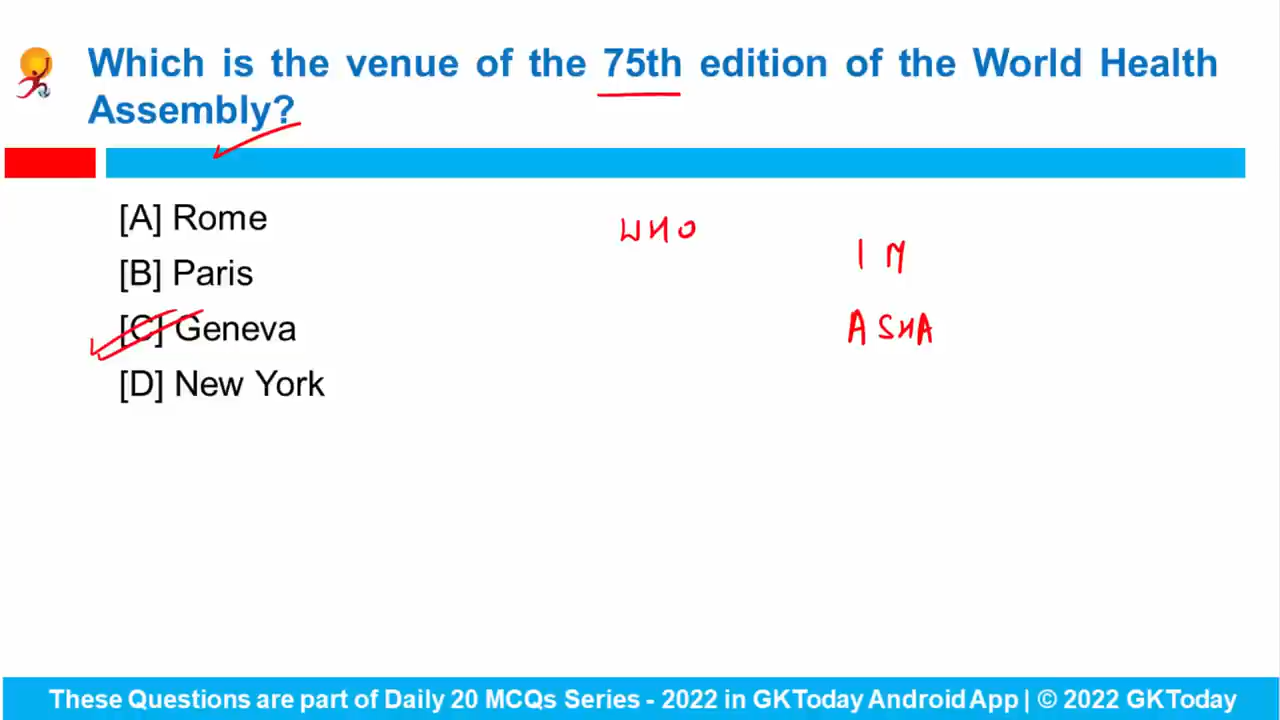 Which is the venue of the 75th edition of the World Health
Assembly?
[A] Rome
[B] Paris
[C] Geneva
[D] New York
WHO
1 M
ASHA
These Questions are part of Daily 20 MCQs Series - 2022 in GKToday Android App | © 2022 GKToday